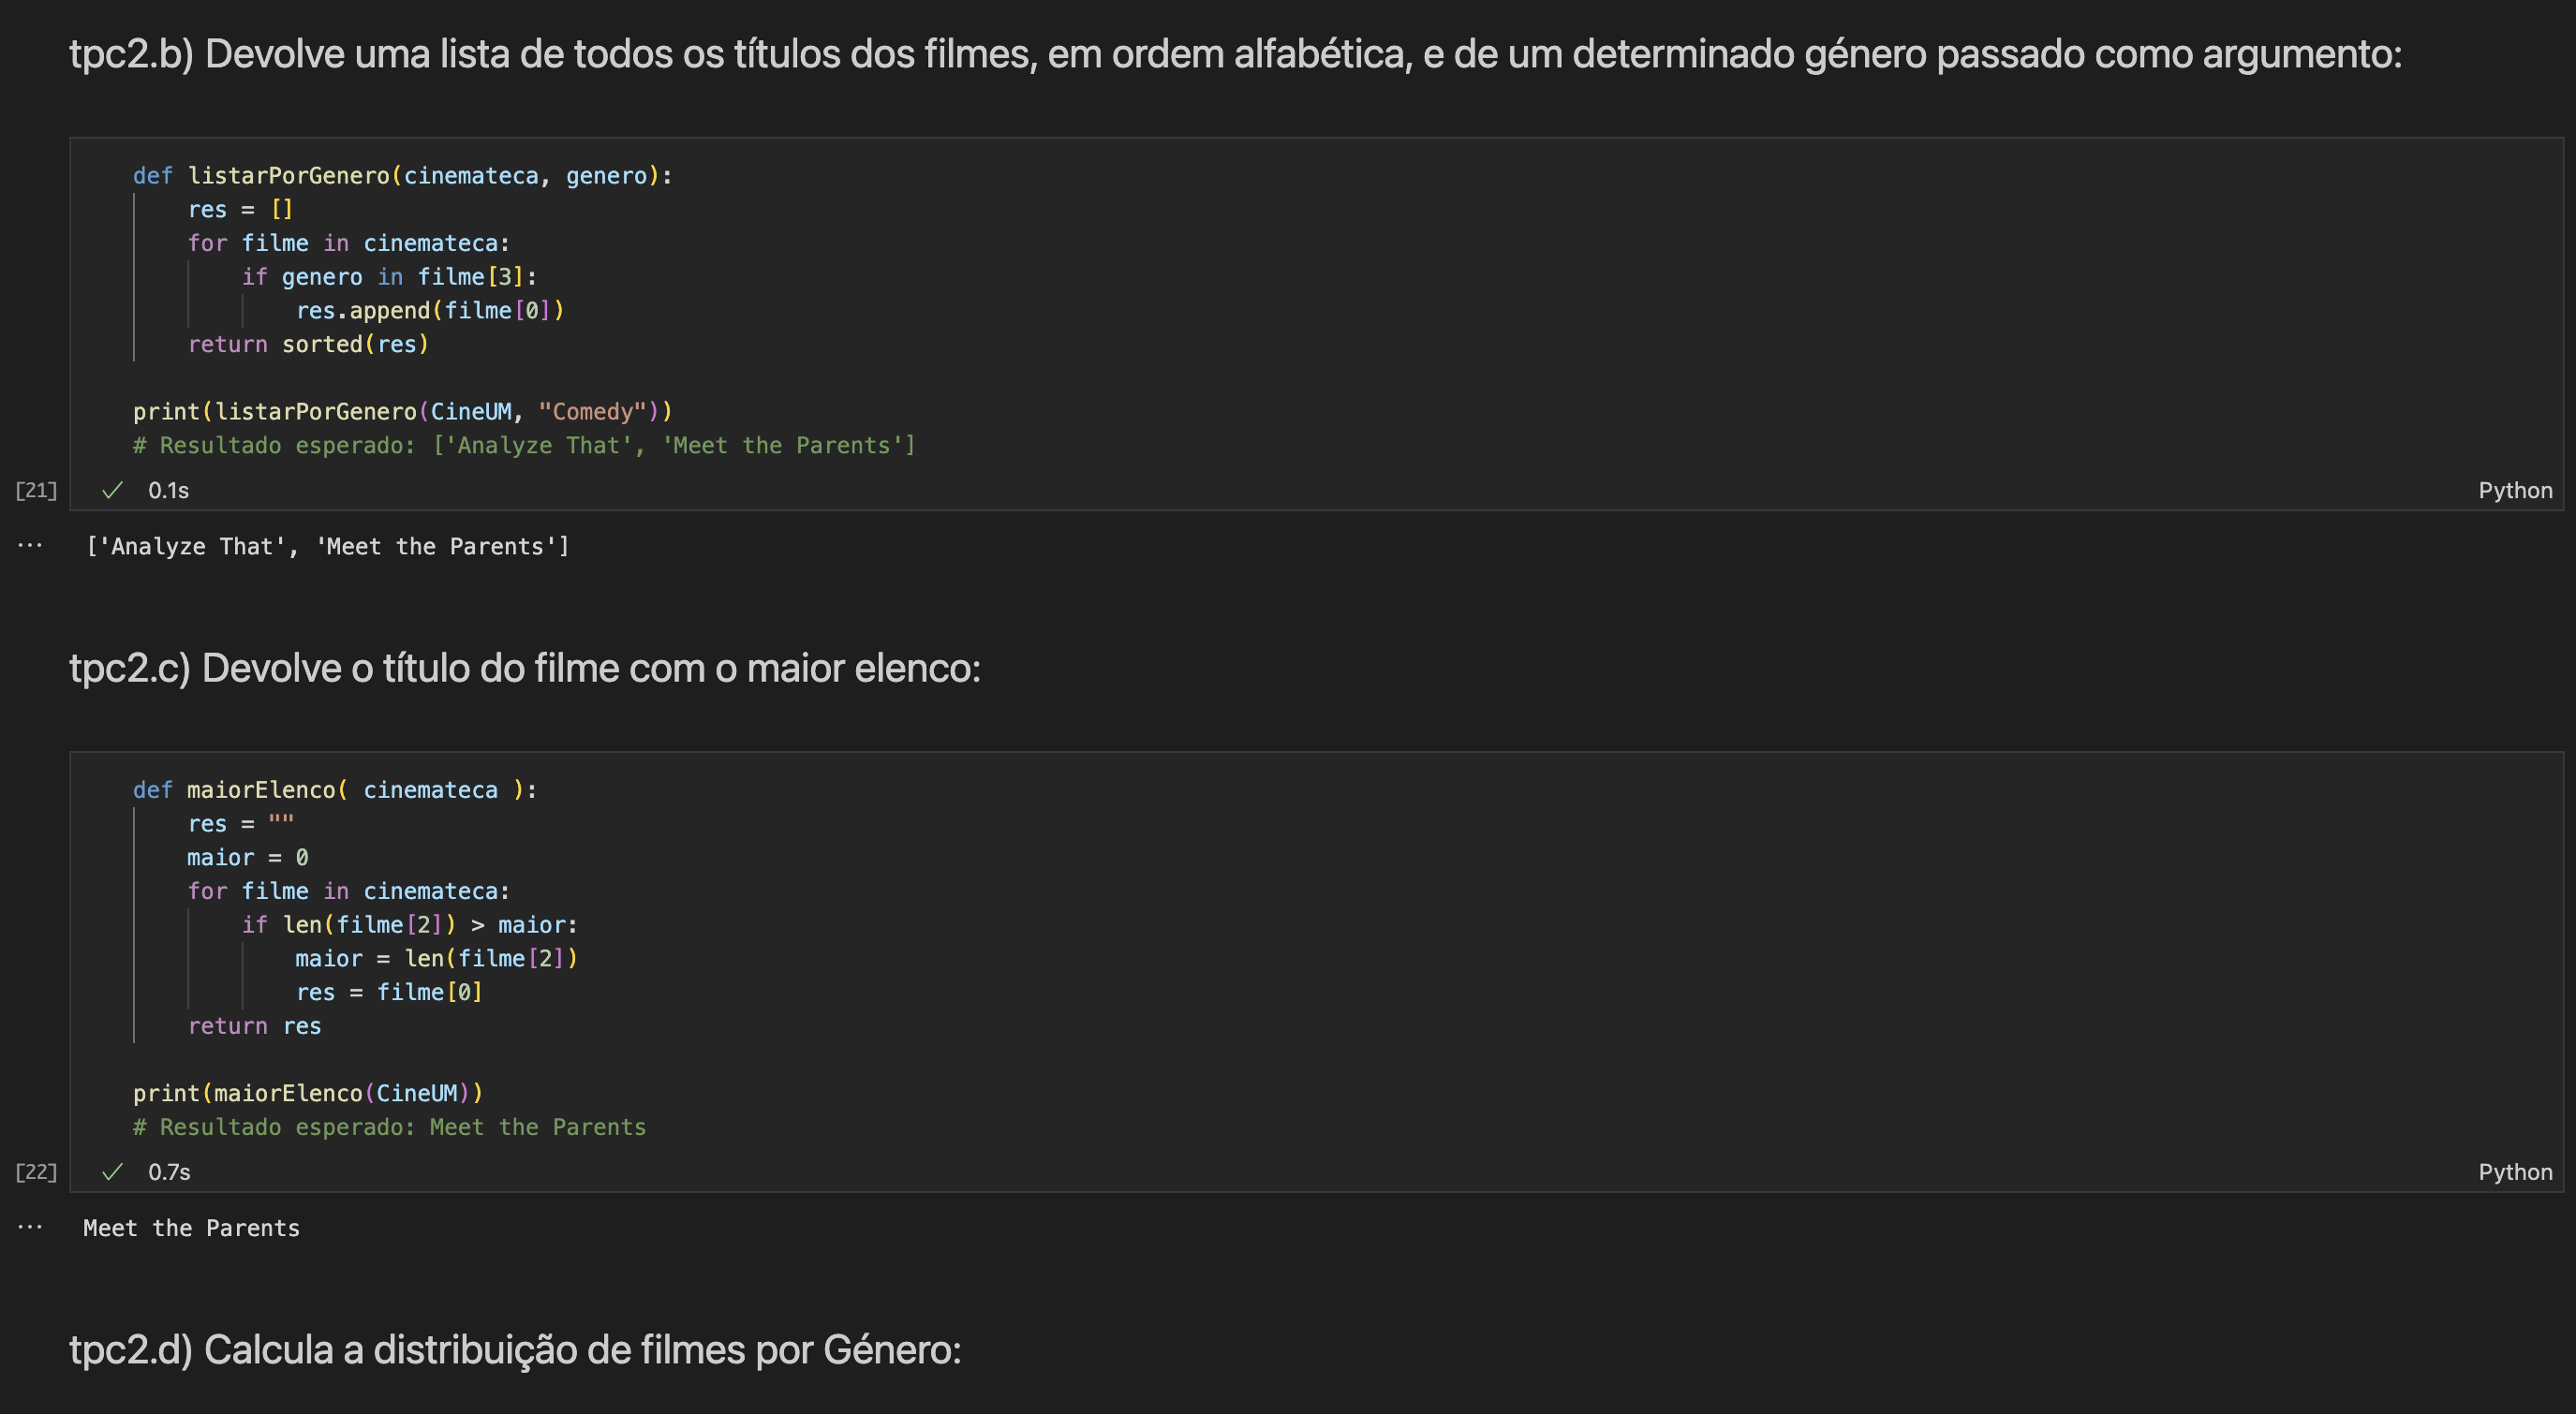 tpc2.b) Devolve uma lista de todos os títulos dos filmes, em ordem alfabética, e de um determinado género passado como argumento:
def listarPorGenero(cinemateca, genero):
    res = []
    for filme in cinemateca:
        if genero in filme[3]:
            res.append(filme[0])
    return sorted(res)

print(listarPorGenero(CineUM, "Comedy"))
# Resultado esperado: ['Analyze That', 'Meet the Parents']
[21] ✓ 0.1s Python
... ['Analyze That', 'Meet the Parents']
tpc2.c) Devolve o título do filme com o maior elenco:
def maiorElenco( cinemateca ):
    res = ""
    maior = 0
    for filme in cinemateca:
        if len(filme[2]) > maior:
            maior = len(filme[2])
            res = filme[0]
    return res

print(maiorElenco(CineUM))
# Resultado esperado: Meet the Parents
[22] ✓ 0.7s Python
... Meet the Parents
tpc2.d) Calcula a distribuição de filmes por Género: